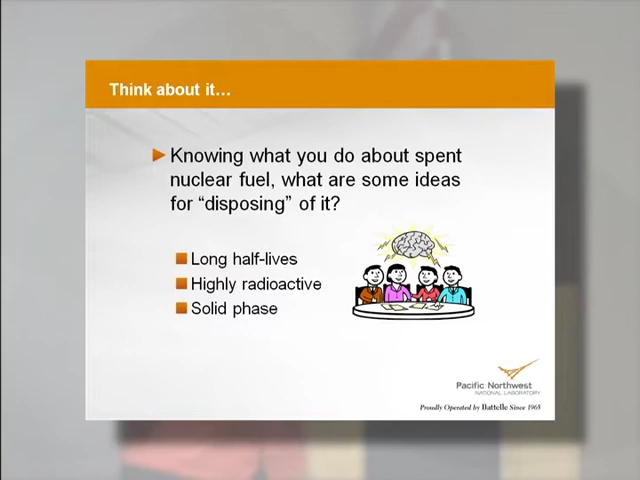 Think about it...
Knowing what you do about spent
nuclear fuel, what are some ideas
for “disposing” of it?
Long half-lives
Highly radioactive
Solid phase
Pacific Northwest
NATIONAL LABORATORY
Proudly Operated by Battelle Since 1965